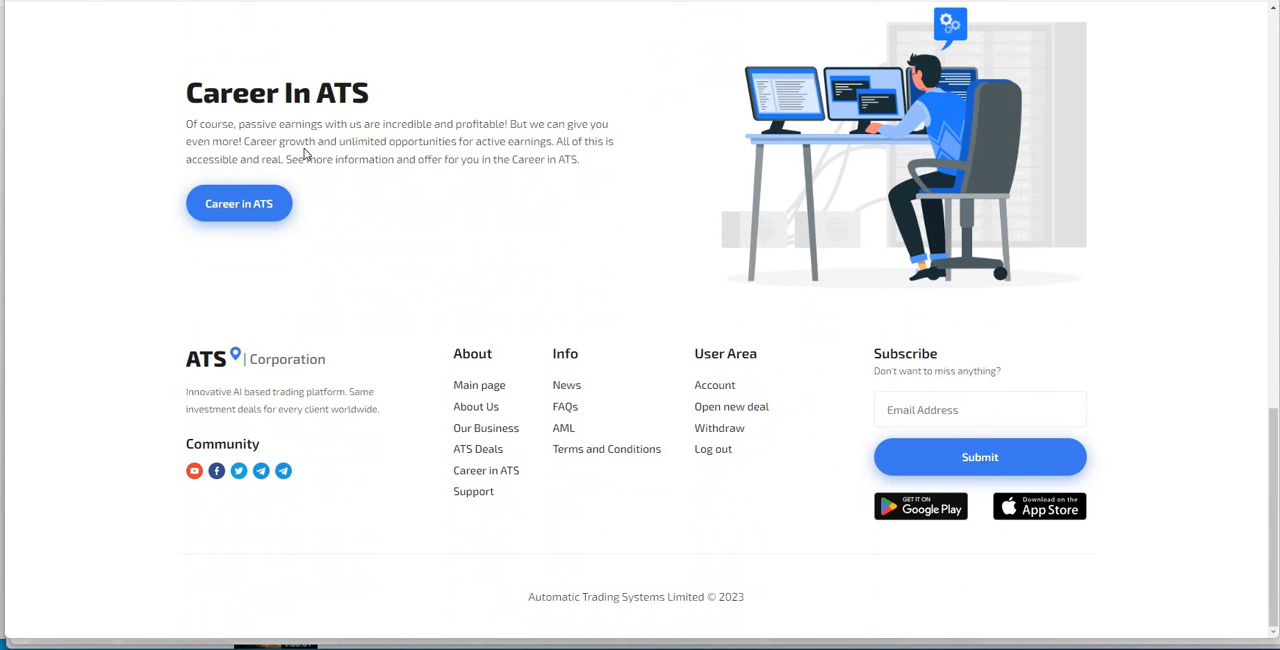 Career In ATS
Of course, passive earnings with us are incredible and profitable! But we can give you
even more! Career growth and unlimited opportunities for active earnings. All of this is
accessible and real. See more information and offer for you in the Career in ATS.
Career in ATS
ATS | Corporation
Innovative AI based trading platform. Same
investment deals for every client worldwide.
Community
About
Main page
About Us
Our Business
ATS Deals
Career in ATS
Support
Info
News
FAQs
AML
Terms and Conditions
User Area
Account
Open new deal
Withdraw
Log out
Subscribe
Don't want to miss anything?
Email Address
Submit
GET IT ON
Google Play
Download on the
App Store
Automatic Trading Systems Limited © 2023